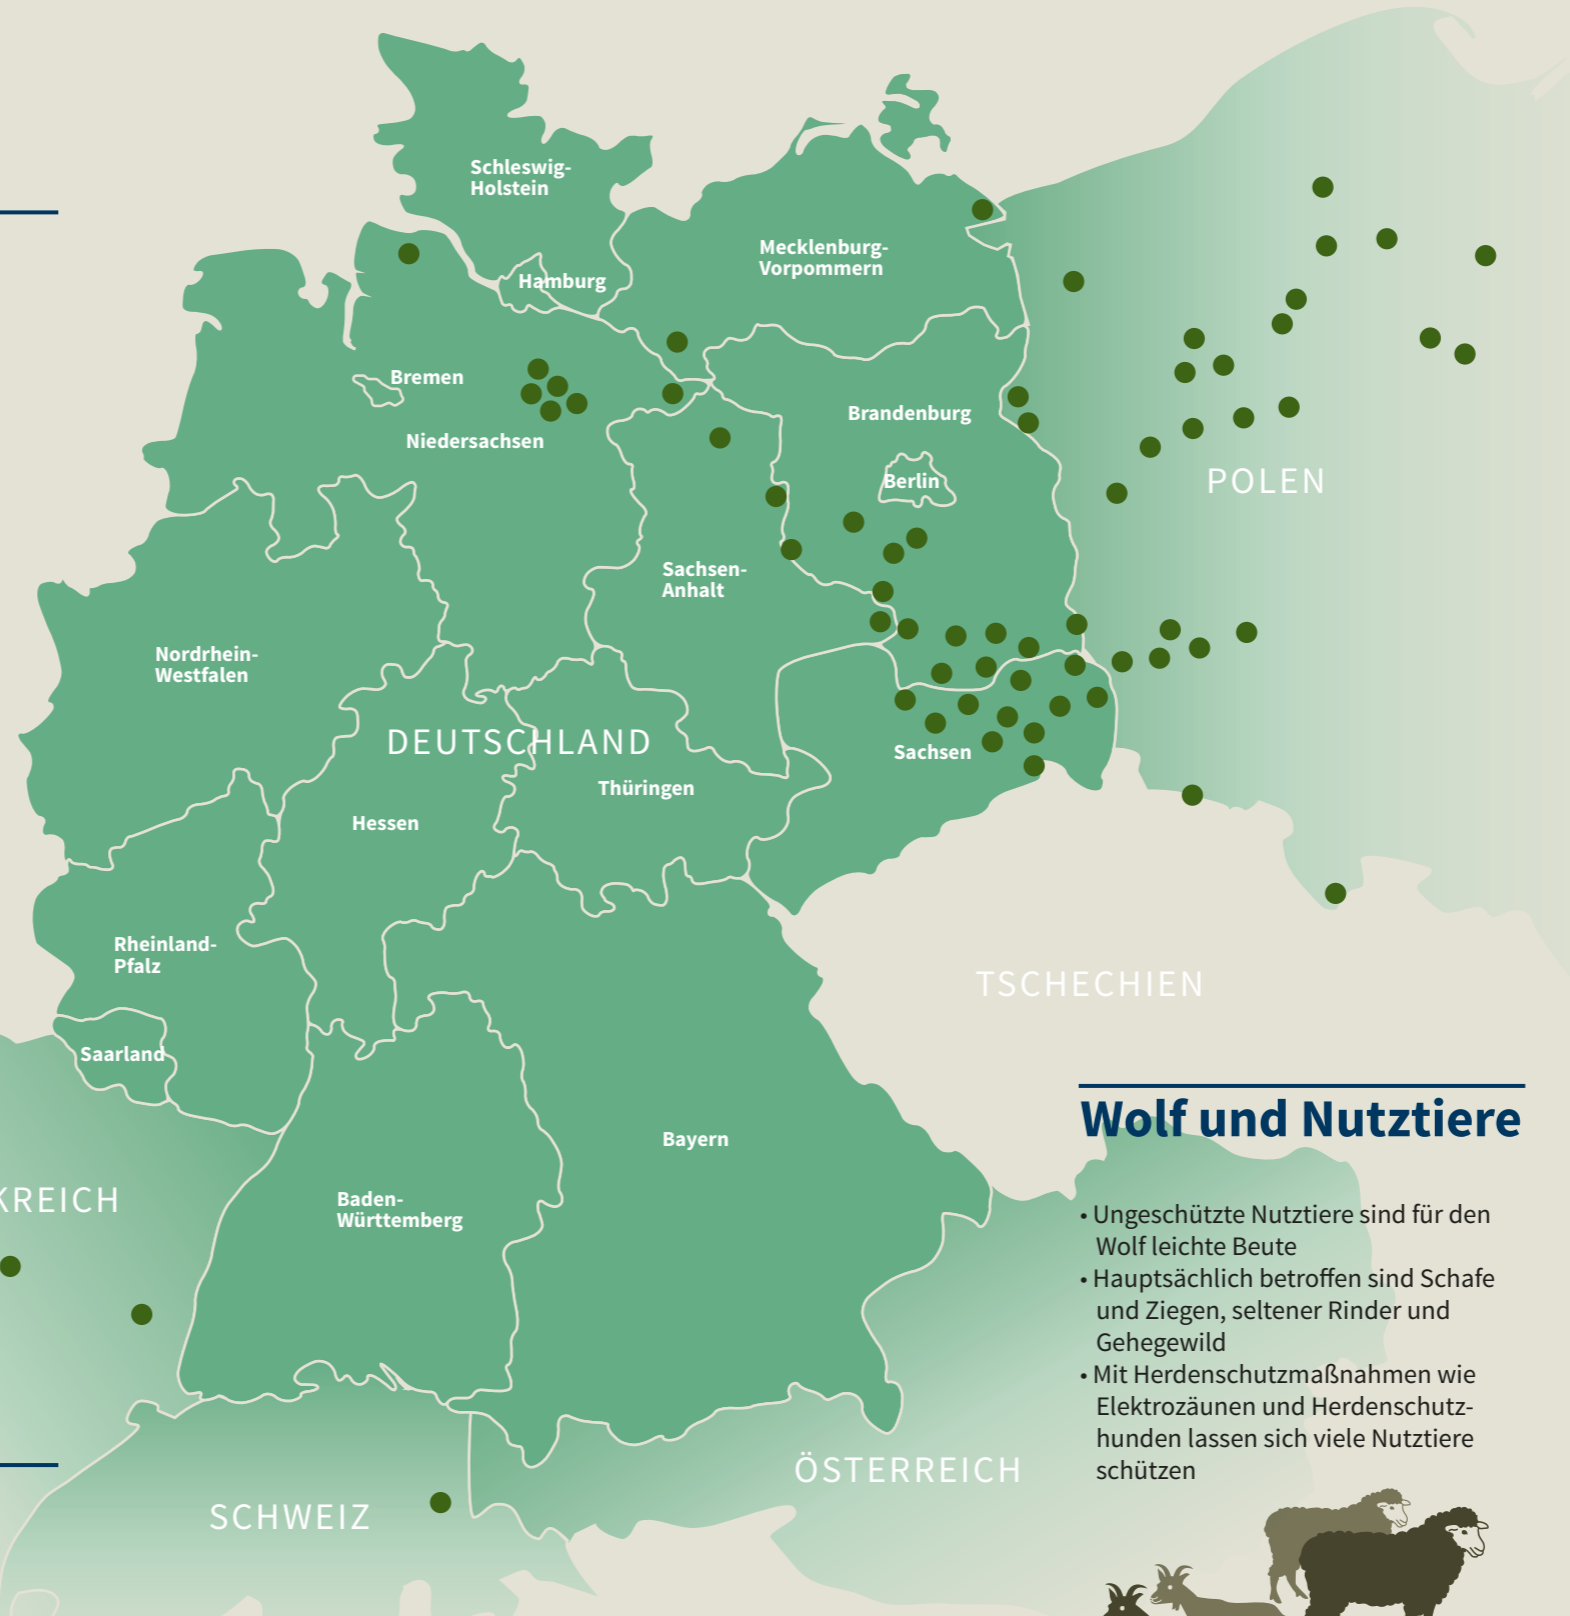 Schleswig-
Holstein
Mecklenburg-
Vorpommern
Hamburg
Bremen
Niedersachsen
Brandenburg
Berlin
POLEN
Sachsen-
Anhalt
Nordrhein-
Westfalen
DEUTSCHLAND
Sachsen
Thüringen
Hessen
Rheinland-
Pfalz
TSCHECHIEN
Saarland
Wolf und Nutztiere
Bayern
KREICH
Baden-
Württemberg
• Ungeschützte Nutztiere sind für den
Wolf leichte Beute
• Hauptsächlich betroffen sind Schafe
und Ziegen, seltener Rinder und
Gehegewild
• Mit Herdenschutzmaßnahmen wie
Elektrozäunen und Herdenschutz-
hunden lassen sich viele Nutztiere
schützen
ÖSTERREICH
SCHWEIZ